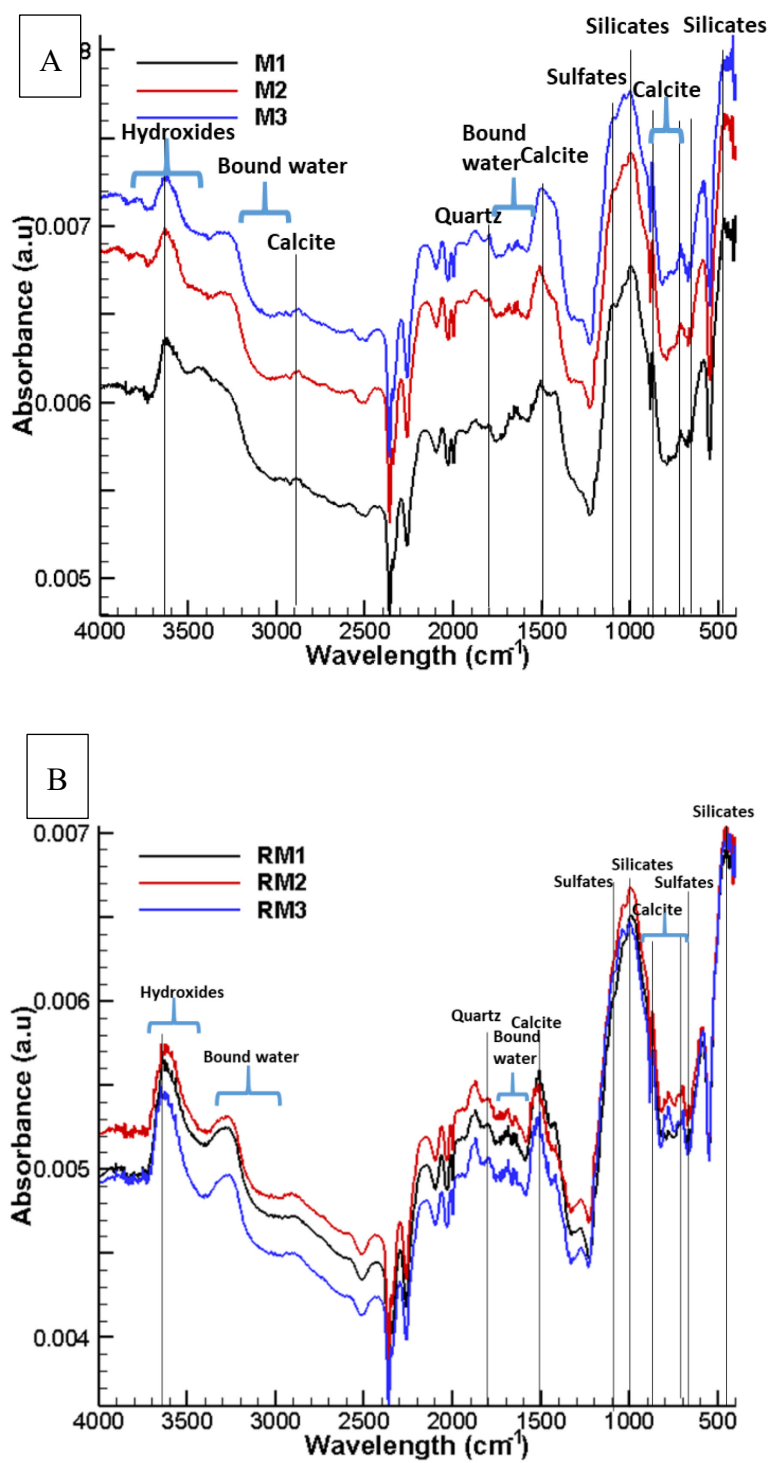 A
8
M1
M2
M3
Silicates
Silicates
Sulfates
Calcite
Hydroxides
Bound water
Bound
water
Calcite
Calcite
Quartz
0.007
0.006
0.005
Absorbance (a.u)
4000 3500 3000 2500 2000 1500 1000 500
Wavelength (cm-1)
B
0.007
RM1
RM2
RM3
Silicates
Sulfates
Silicates
Sulfates
Calcite
Hydroxides
Bound water
Quartz
Calcite
Bound
water
0.006
0.005
0.004
Absorbance (a.u)
4000 3500 3000 2500 2000 1500 1000 500
Wavelength (cm-1)